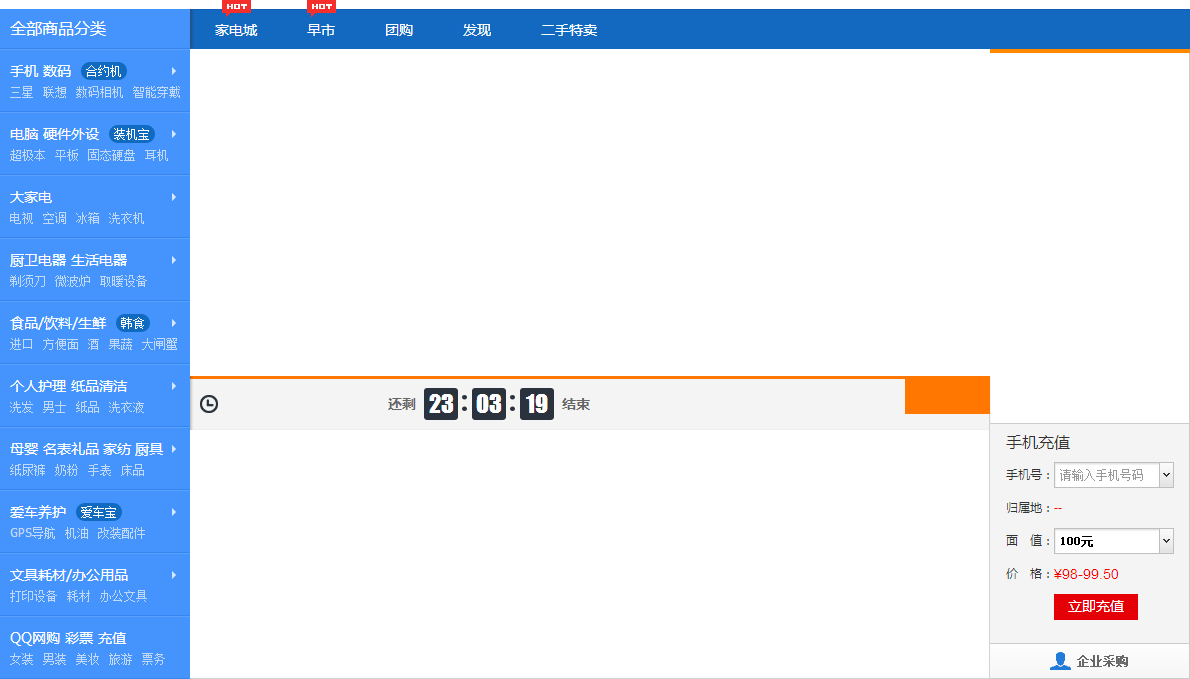 HOT HOT
全部商品分类 家电城 早市 团购 发现 二手特卖
手机 数码 合约机
三星 联想 数码相机 智能穿戴
电脑 硬件外设 装机宝
超极本 平板 固态硬盘 耳机
大家电
电视 空调 冰箱 洗衣机
厨卫电器 生活电器
剃须刀 微波炉 取暖设备
食品/饮料/生鲜 韩食
进口 方便面 酒 果蔬 大闸蟹
个人护理 纸品清洁
洗发 男士 纸品 洗衣液
母婴 名表礼品 家纺 厨具
纸尿裤 奶粉 手表 床品
爱车养护 爱车宝
GPS导航 机油 改装配件
文具耗材/办公用品
打印设备 耗材 办公文具
QQ网购 彩票 充值
女装 男装 美妆 旅游 票务
还剩 23:03:19 结束
手机充值
手机号： 请输入手机号码
归属地：--
面 值： 100元
价 格：¥98-99.50
立即充值
企业采购